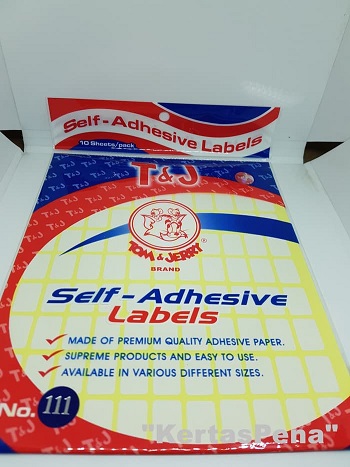 Self-Adhesive Labels
10 Sheets/pack
T&J
T&J
TOM & JERRY®
BRAND
Self-Adhesive
Labels
✓ MADE OF PREMIUM QUALITY ADHESIVE PAPER.
✓ SUPREME PRODUCTS AND EASY TO USE.
✓ AVAILABLE IN VARIOUS DIFFERENT SIZES.
No. 111
T&J
"KertasPena"